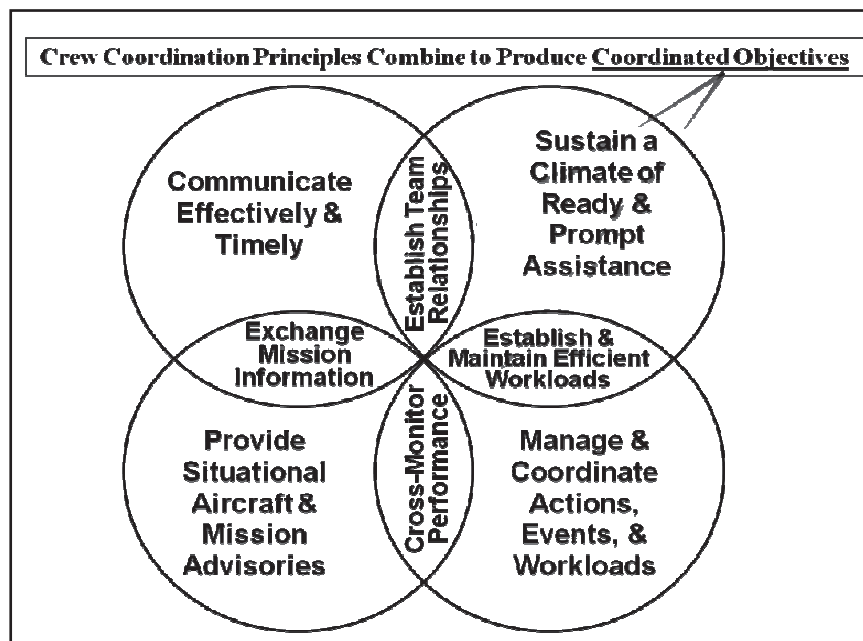 Crew Coordination Principles Combine to Produce Coordinated Objectives
Communicate
Effectively &
Timely
Establish Team
Relationships
Sustain a
Climate of
Ready &
Prompt
Assistance
Exchange
Mission
Information
Establish &
Maintain Efficient
Workloads
Provide
Situational
Aircraft &
Mission
Advisories
Cross-Monitor
Performance
Manage &
Coordinate
Actions,
Events, &
Workloads